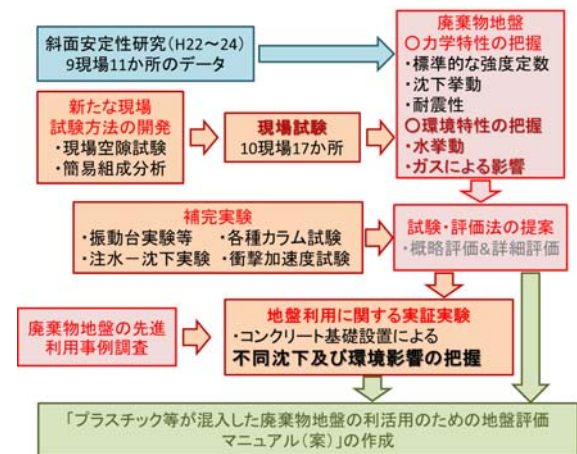 斜面安定性研究(H22～24)
9現場11か所のデータ
廃棄物地盤
○力学特性の把握
・標準的な強度定数
・沈下挙動
・耐震性
○環境特性の把握
・水挙動
・ガスによる影響
新たな現場
試験方法の開発
・現場空隙試験
・簡易組成分析
現場試験
10現場17か所
補完実験
・振動台実験等 ・各種カラム試験
・注水－沈下実験 ・衝撃加速度試験
試験・評価法の提案
・概略評価&詳細評価
廃棄物地盤の先進
利用事例調査
地盤利用に関する実証実験
・コンクリート基礎設置による
不同沈下及び環境影響の把握
「プラスチック等が混入した廃棄物地盤の利活用のための地盤評価
マニュアル(案)」の作成